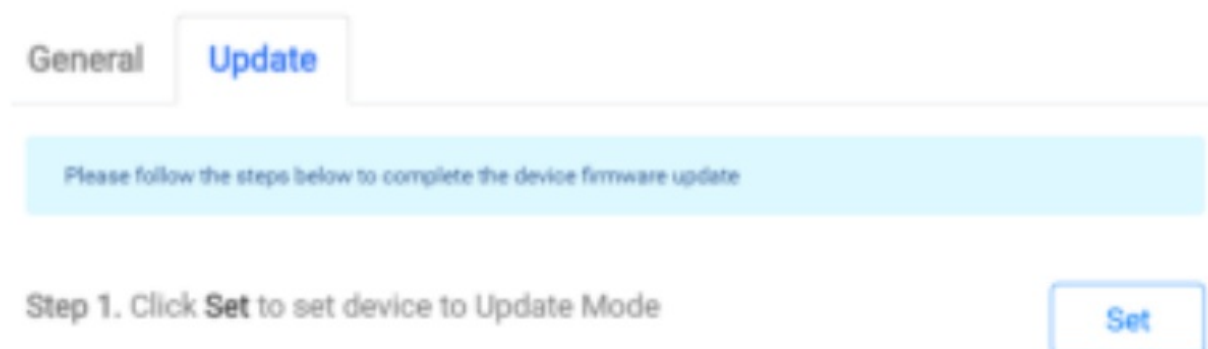 General
Update
Please follow the steps below to complete the device firmware update
Step 1. Click Set to set device to Update Mode
Set